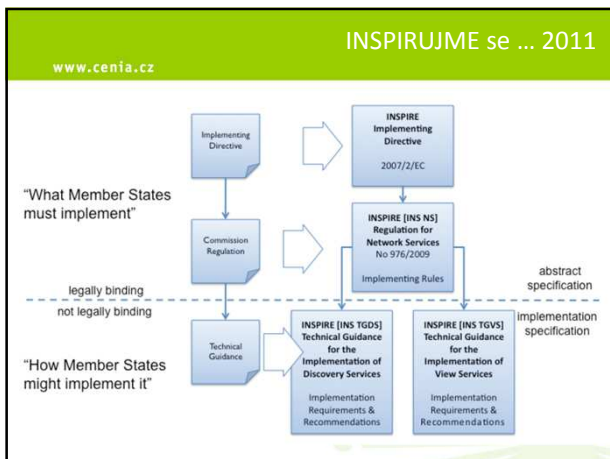 INSPIRUJME se ... 2011
www.cenia.cz
Implementing
Directive
INSPIRE
Implementing
Directive
2007/2/EC
"What Member States
must implement"
Commission
Regulation
INSPIRE [INS NS]
Regulation for
Network Services
No 976/2009
Implementing Rules
abstract
specification
legally binding
not legally binding
implementation
specification
Technical
Guidance
INSPIRE [INS TGDS]
Technical Guidance
for the
Implementation of
Discovery Services
Implementation
Requirements &
Recommendations
INSPIRE [INS TGVS]
Technical Guidance
for the
Implementation of
View Services
Implementation
Requirements &
Recommendations
"How Member States
might implement it"